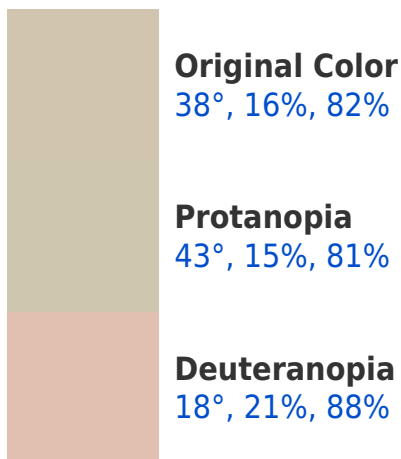 Original Color
38°, 16%, 82%
Protanopia
43°, 15%, 81%
Deuteranopia
18°, 21%, 88%